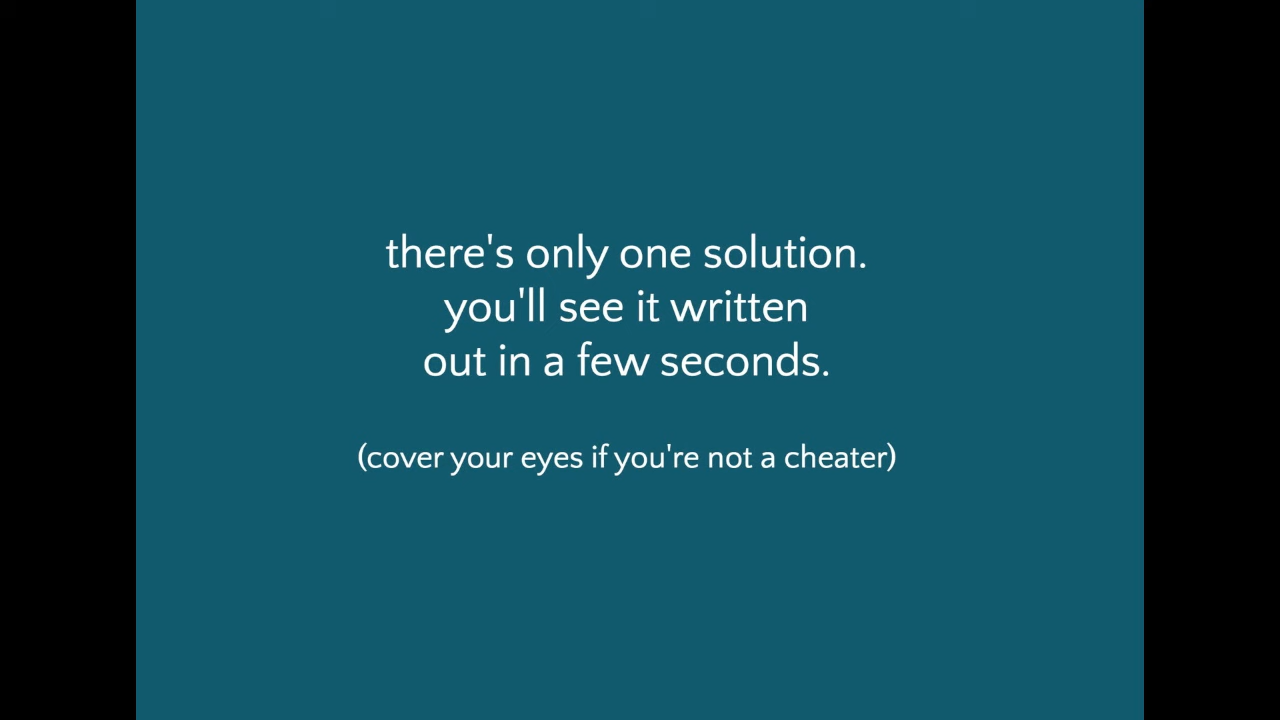 there's only one solution.
you'll see it written
out in a few seconds.
(cover your eyes if you're not a cheater)